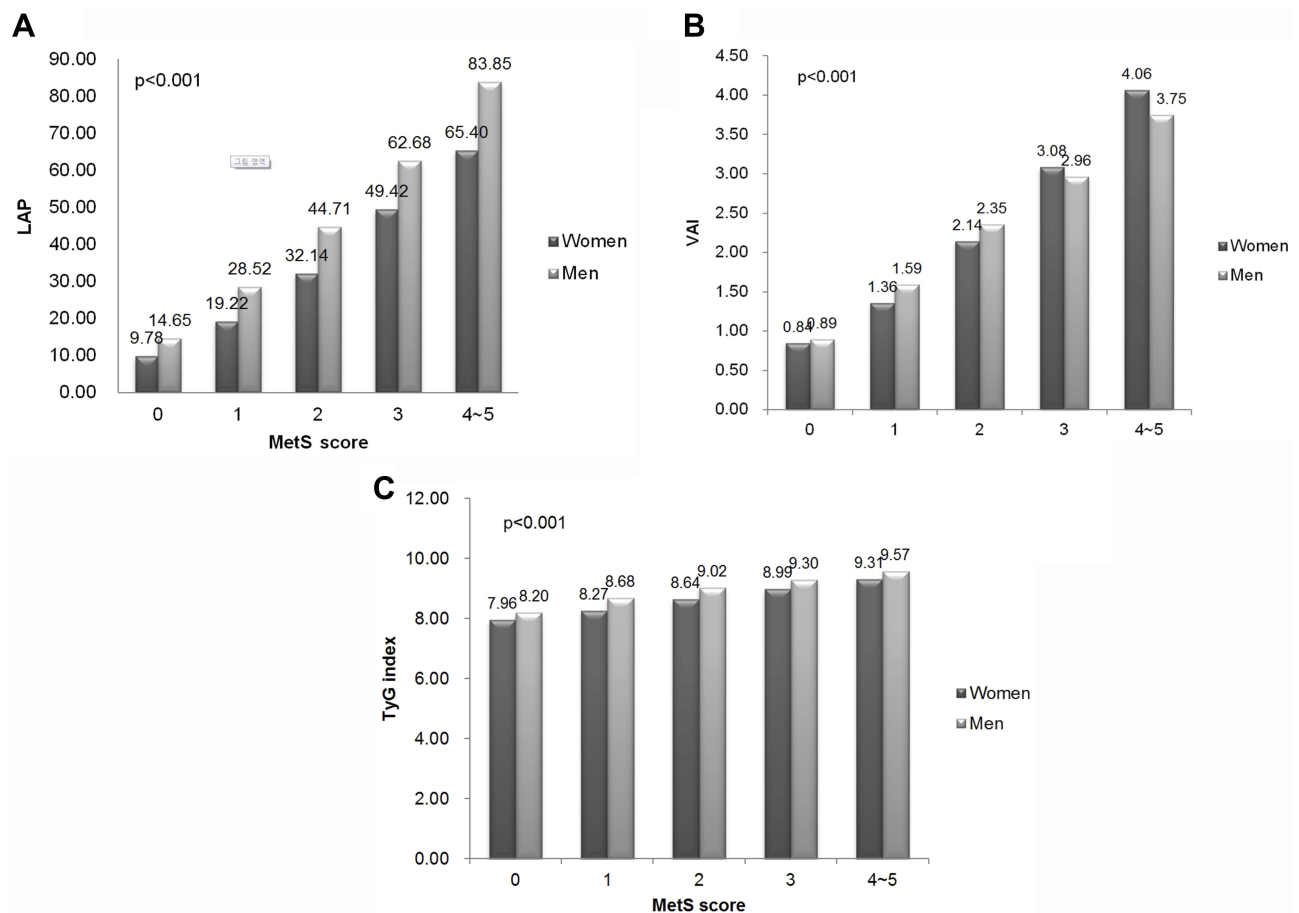 A
90.00
80.00
70.00
60.00
50.00
40.00
30.00
20.00
10.00
0.00
LAP
p<0.001
그림 영역
9.78
14.65
19.22
28.52
32.14
44.71
49.42
62.68
65.40
83.85
0 1 2 3 4~5
MetS score
Women
Men
B
4.50
4.00
3.50
3.00
2.50
2.00
1.50
1.00
0.50
0.00
VAI
p<0.001
0.84
0.89
1.36
1.59
2.14
2.35
3.08
2.96
4.06
3.75
0 1 2 3 4~5
Women
Men
C
12.00
10.00
8.00
6.00
4.00
2.00
0.00
TyG index
p<0.001
7.96
8.20
8.27
8.68
8.64
9.02
8.99
9.30
9.31
9.57
0 1 2 3 4~5
MetS score
Women
Men